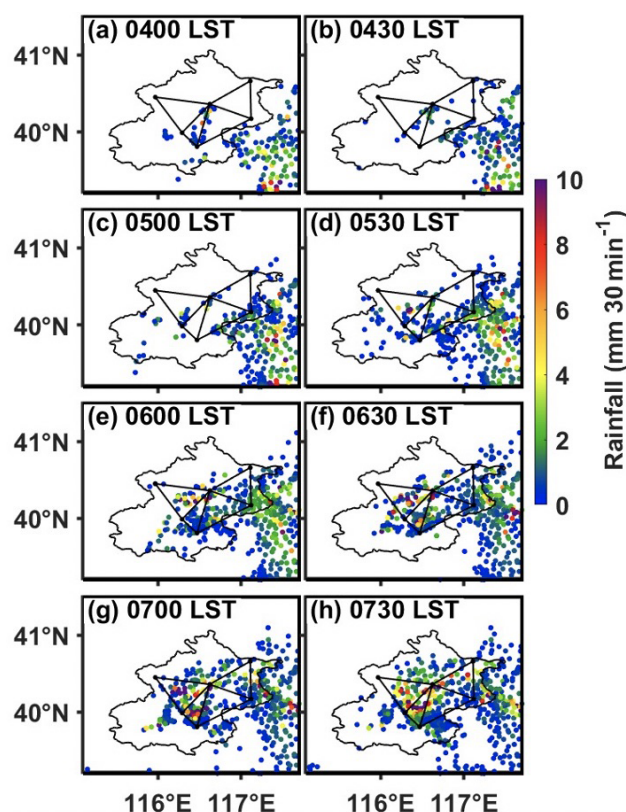 (a) 0400 LST
(b) 0430 LST
41°N
40°N
(c) 0500 LST
(d) 0530 LST
41°N
40°N
(e) 0600 LST
(f) 0630 LST
41°N
40°N
(g) 0700 LST
(h) 0730 LST
41°N
40°N
116°E 117°E
116°E 117°E
10
8
6
4
2
0
Rainfall (mm 30 min⁻¹)